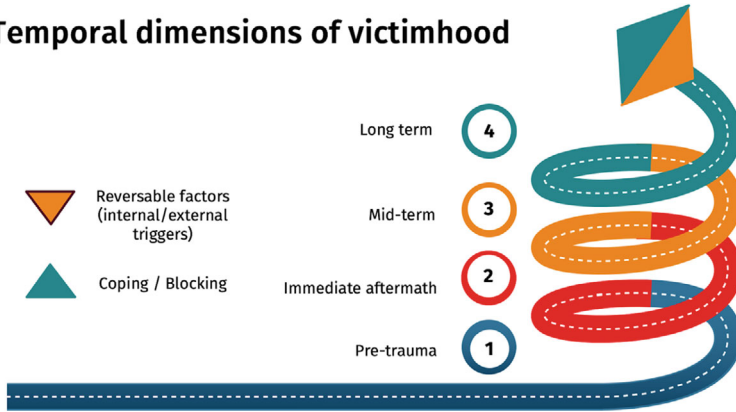 Temporal dimensions of victimhood
Long term
4
Reversable factors
(internal/external
triggers)
Mid-term
3
Coping / Blocking
Immediate aftermath
2
Pre-trauma
1